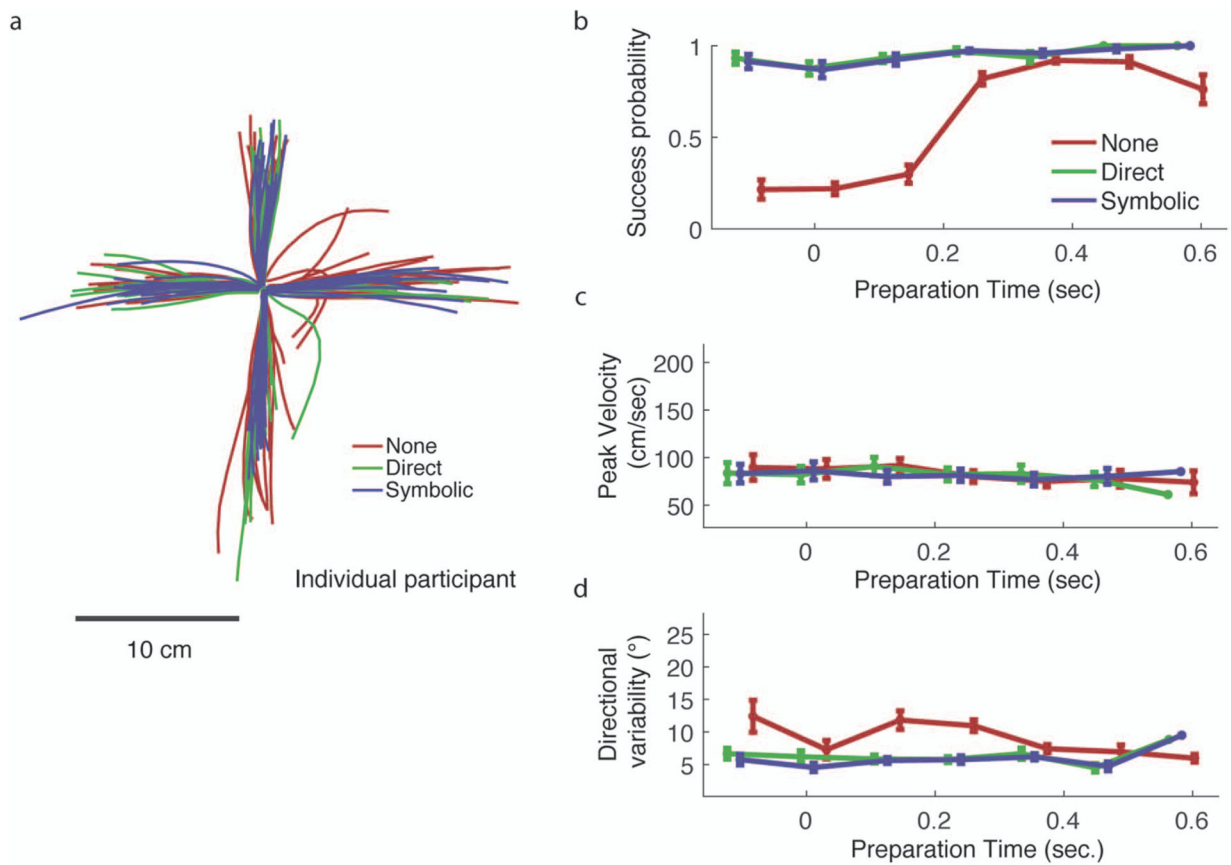 a
None
Direct
Symbolic
Individual participant
10 cm
b
Success probability
1
0.5
0
None
Direct
Symbolic
0
0.2
0.4
0.6
Preparation Time (sec)
c
Peak Velocity
(cm/sec)
200
150
100
50
0
0.2
0.4
0.6
Preparation Time (sec)
d
Directional
variability (°)
25
20
15
10
5
0
0.2
0.4
0.6
Preparation Time (sec.)